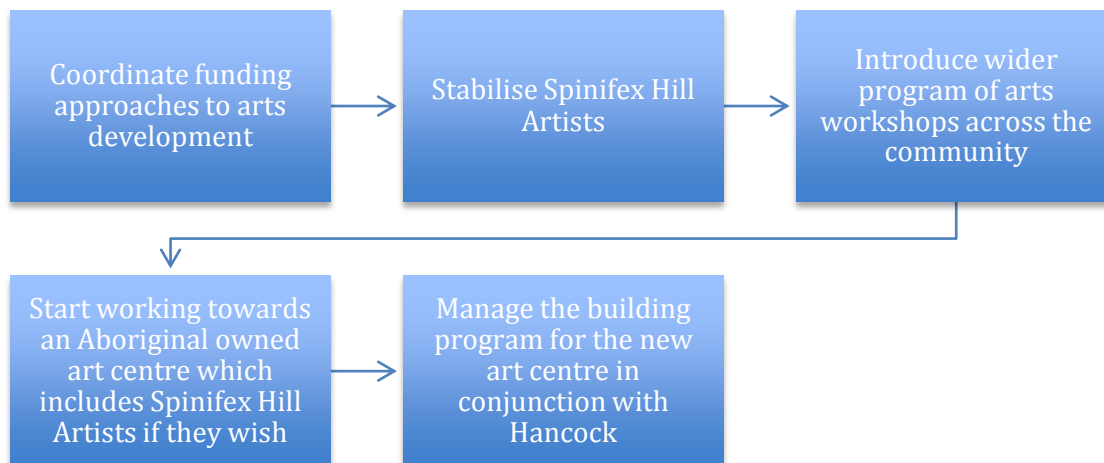 Coordinate funding
approaches to arts
development
Stabilise Spinifex Hill
Artists
Introduce wider
program of arts
workshops across the
community
Start working towards
an Aboriginal owned
art centre which
includes Spinifex Hill
Artists if they wish
Manage the building
program for the new
art centre in
conjunction with
Hancock